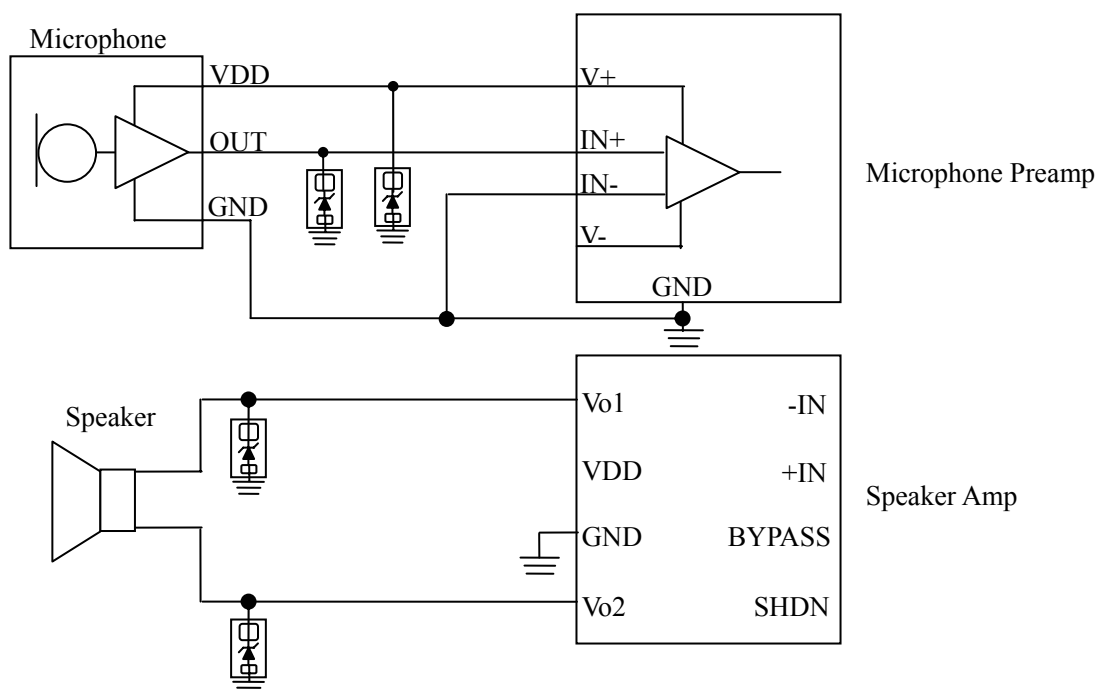 Microphone
VDD
V+
OUT
IN+
Microphone Preamp
IN-
GND
V-
GND
Vo1
-IN
Speaker
VDD
+IN
Speaker Amp
GND
BYPASS
Vo2
SHDN